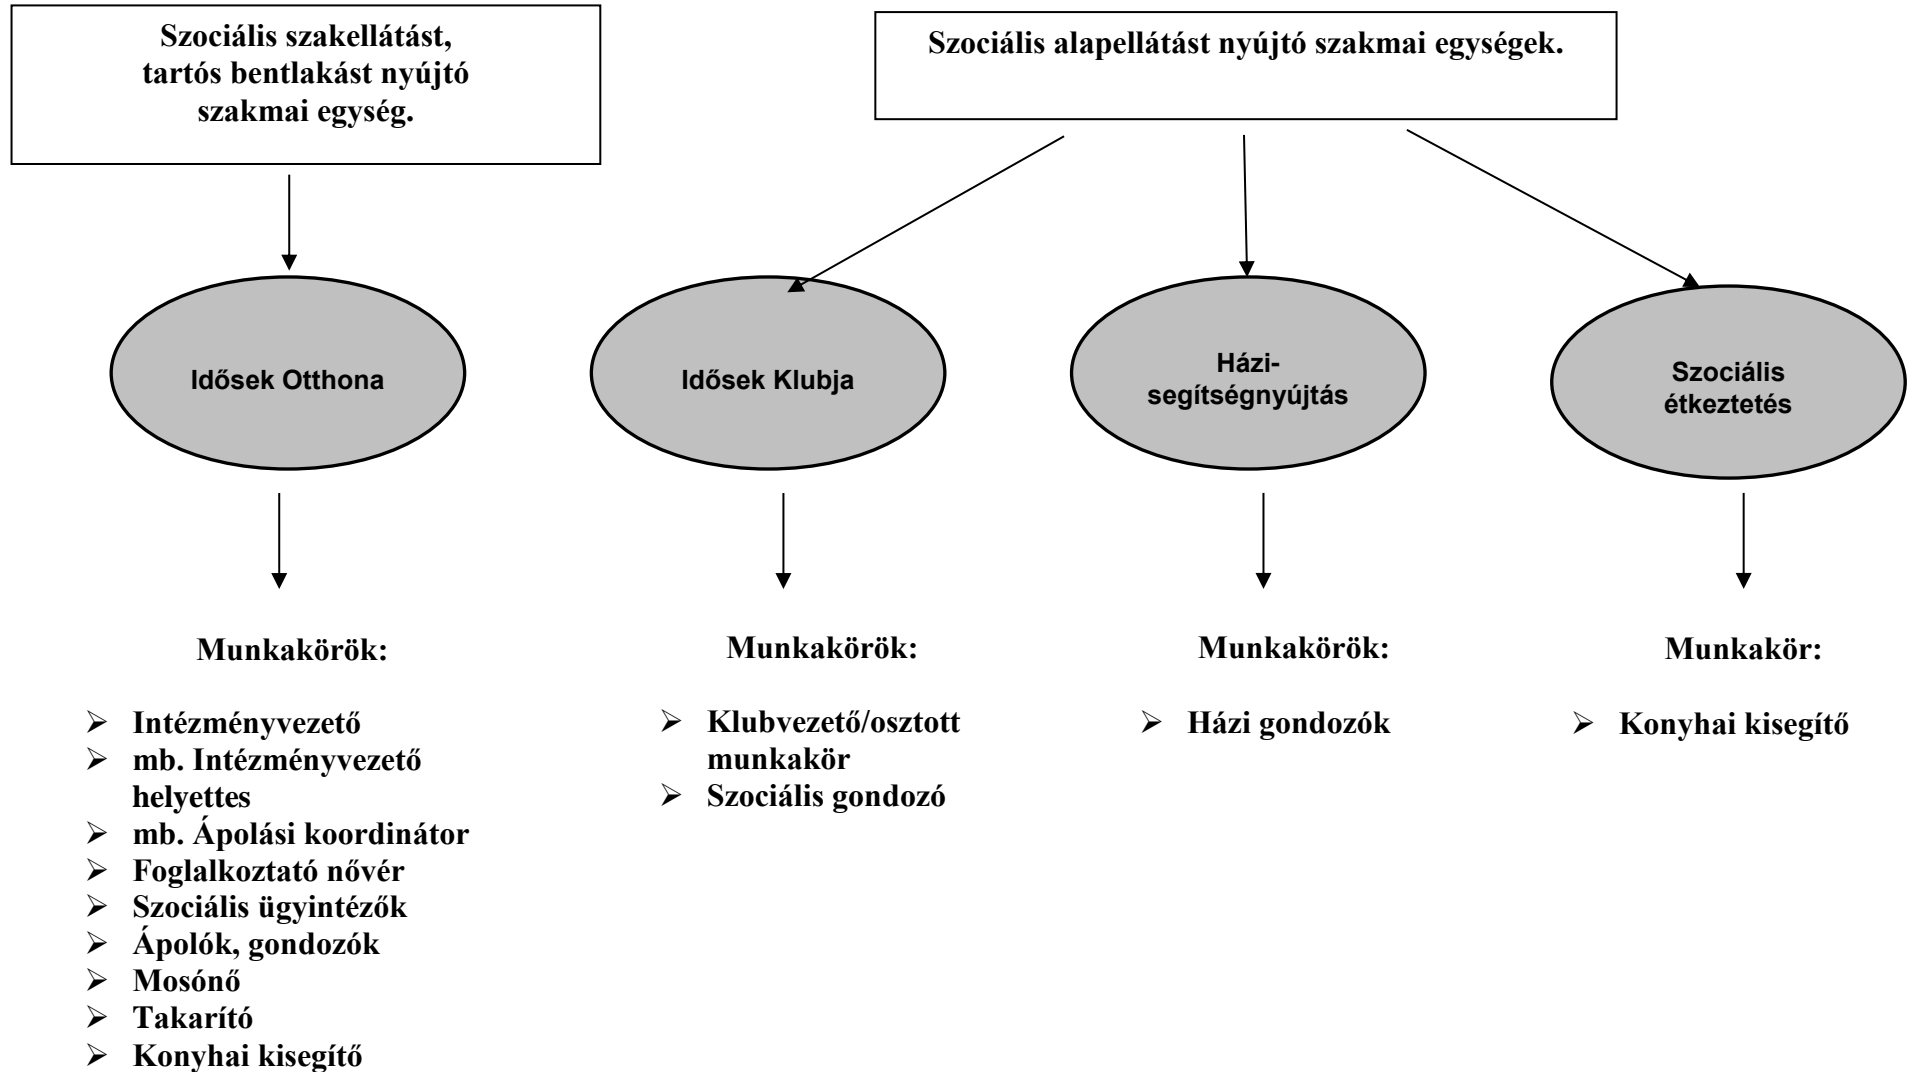 Szociális szakellátást,
tartós bentlakást nyújtó
szakmai egység.
Szociális alapellátást nyújtó szakmai egységek.
Idősek Otthona
Idősek Klubja
Házi-
segítségnyújtás
Szociális
étkeztetés
Munkakörök:
➢ Intézményvezető
➢ mb. Intézményvezető
helyettes
➢ mb. Ápolási koordinátor
➢ Foglalkoztató nővér
➢ Szociális ügyintézők
➢ Ápolók, gondozók
➢ Mosónő
➢ Takarító
➢ Konyhai kisegítő
Munkakörök:
➢ Klubvezető/osztott
munkakör
➢ Szociális gondozó
Munkakörök:
➢ Házi gondozók
Munkakör:
➢ Konyhai kisegítő